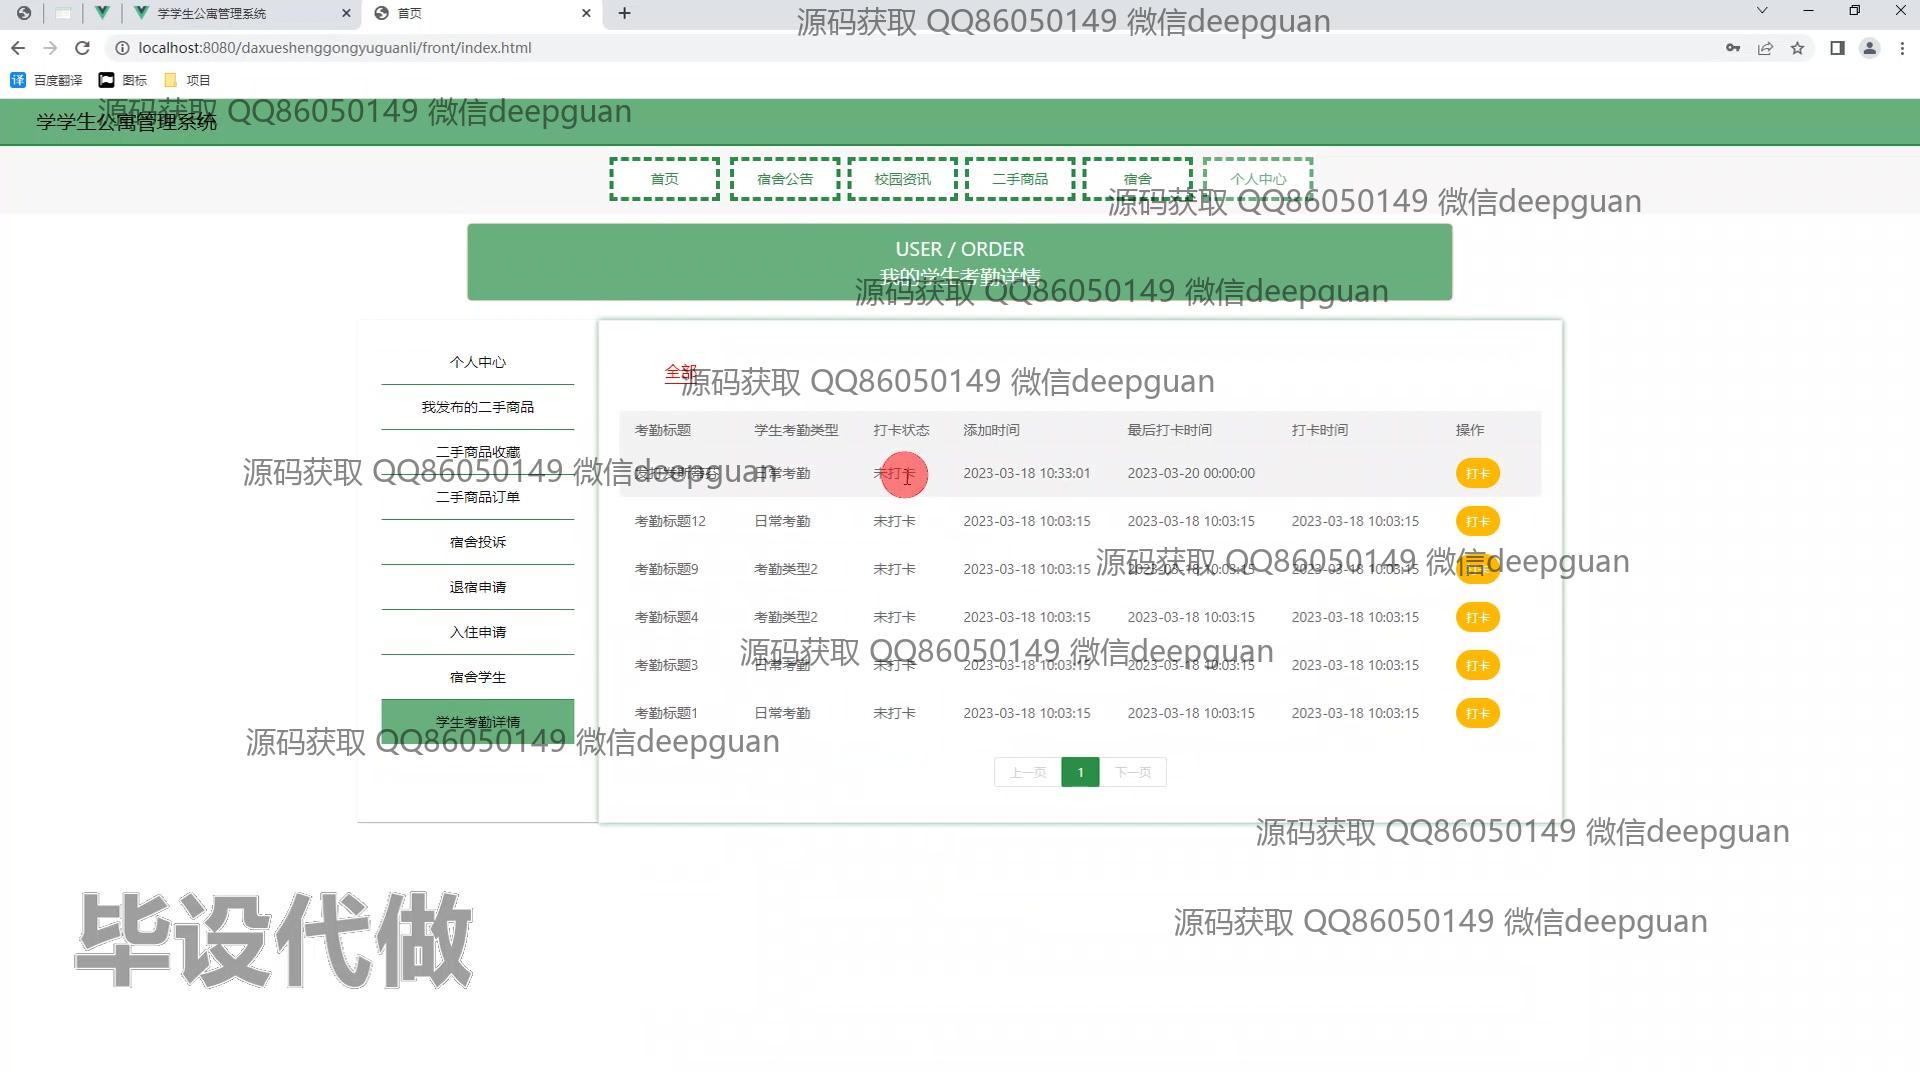 学学生公寓管理系统
首页
源码获取 QQ86050149 微信deepguan
localhost:8080/daxueshenggongyuguanli/front/index.html
百度翻译 图标 项目
源码获取 QQ86050149 微信deepguan
学学生公寓管理系统
首页 宿舍公告 校园资讯 二手商品 宿舍 个人中心
源码获取 QQ86050149 微信deepguan
USER / ORDER
我的学生考勤详情
源码获取 QQ86050149 微信deepguan
个人中心
全部
源码获取 QQ86050149 微信deepguan
我发布的二手商品
考勤标题 学生考勤类型 打卡状态 添加时间 最后打卡时间 打卡时间 操作
二手商品收藏
源码获取 QQ86050149 微信deepguan
日常考勤 未打卡 2023-03-18 10:33:01 2023-03-20 00:00:00 打卡
二手商品订单
考勤标题12 日常考勤 未打卡 2023-03-18 10:03:15 2023-03-18 10:03:15 2023-03-18 10:03:15 打卡
宿舍投诉
源码获取 QQ86050149 微信deepguan
考勤标题9 考勤类型2 未打卡 2023-03-18 10:03:15 2023-03-18 10:03:15 2023-03-18 10:03:15
退宿申请
考勤标题4 考勤类型2 未打卡 2023-03-18 10:03:15 2023-03-18 10:03:15 2023-03-18 10:03:15 打卡
入住申请
源码获取 QQ86050149 微信deepguan
考勤标题3 日常考勤 未打卡 2023-03-18 10:03:15 2023-03-18 10:03:15 2023-03-18 10:03:15 打卡
宿舍学生
考勤标题1 日常考勤 未打卡 2023-03-18 10:03:15 2023-03-18 10:03:15 2023-03-18 10:03:15 打卡
学生考勤详情
源码获取 QQ86050149 微信deepguan
上一页 1 下一页
源码获取 QQ86050149 微信deepguan
源码获取 QQ86050149 微信deepguan
毕设代做